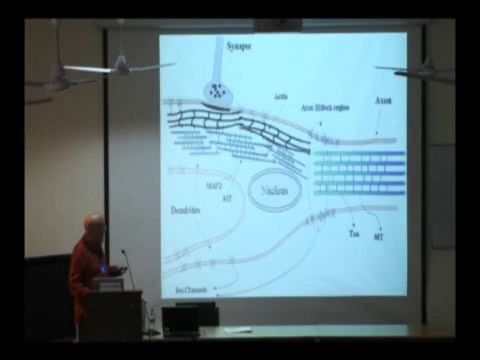 Synapse
Actin
Axon Hillock region
Axon
MAP2
MT
Nucleus
Dendrites
Tau
MT
Ion Channels